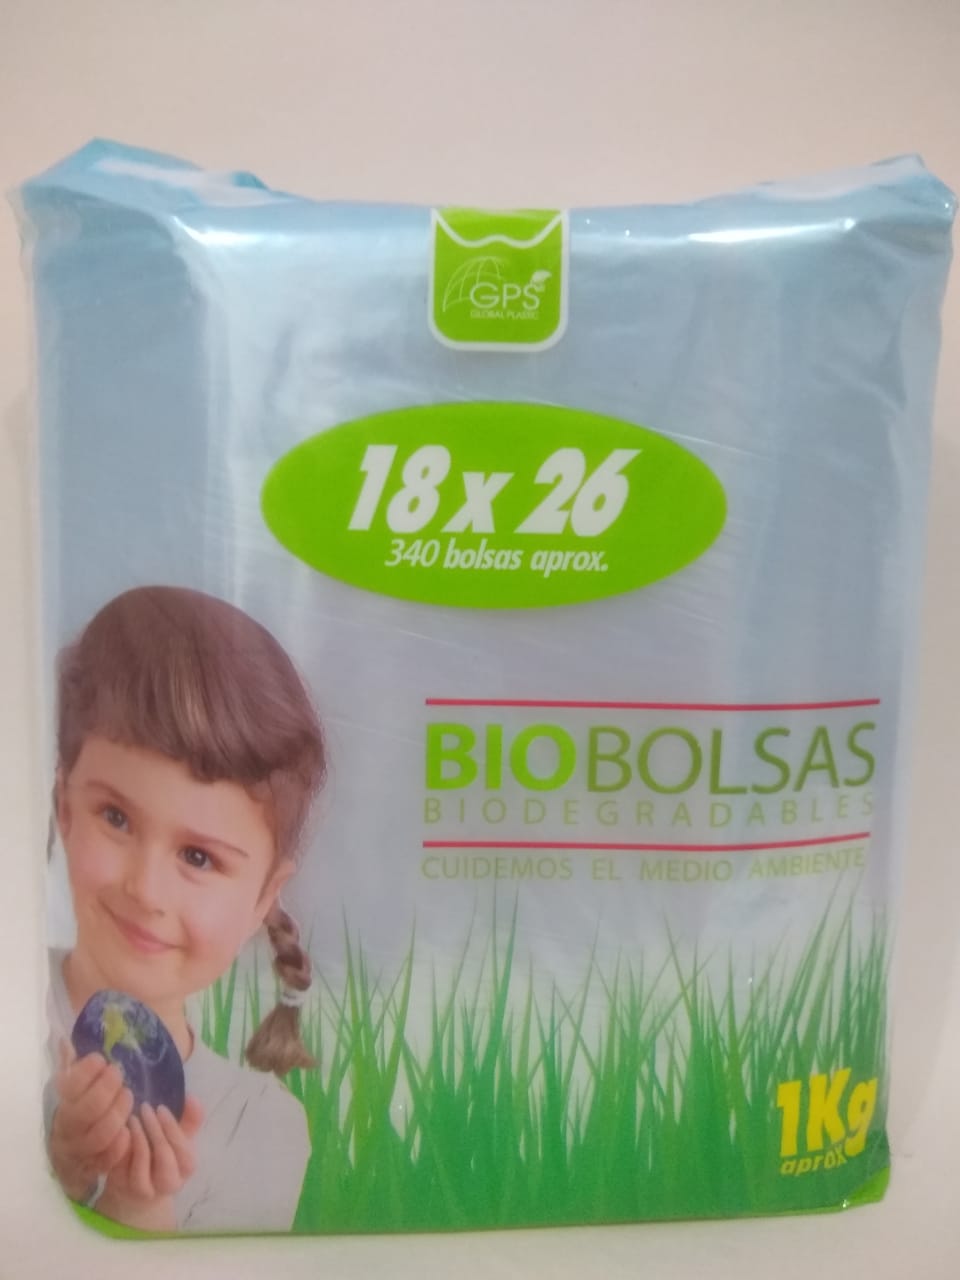 GPS
GLOBAL PLASTIC
18 x 26
340 bolsas aprox.
BIOBOLSAS
BIODEGRADABLES
CUIDEMOS EL MEDIO AMBIENTE
1Kg
aprox